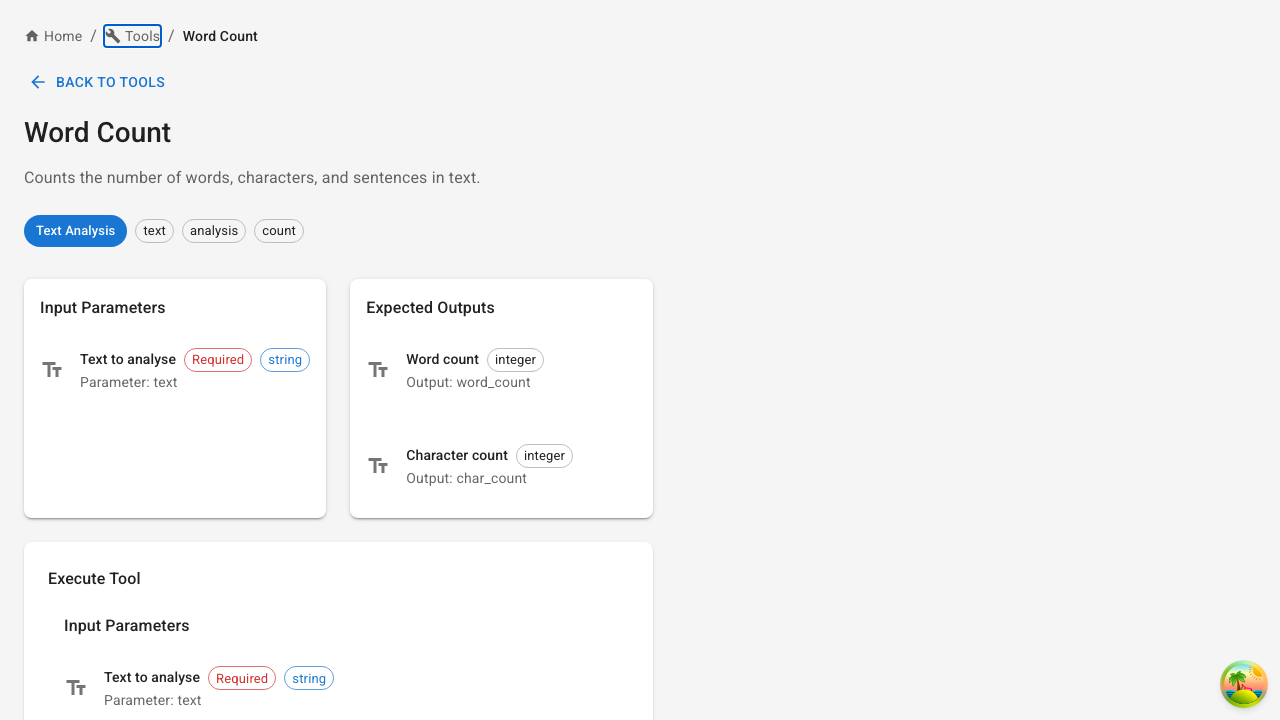 Home / Tools / Word Count
BACK TO TOOLS
Word Count
Counts the number of words, characters, and sentences in text.
Text Analysis text analysis count
Input Parameters
Text to analyse Required string
Parameter: text
Expected Outputs
Word count integer
Output: word_count
Character count integer
Output: char_count
Execute Tool
Input Parameters
Text to analyse Required string
Parameter: text